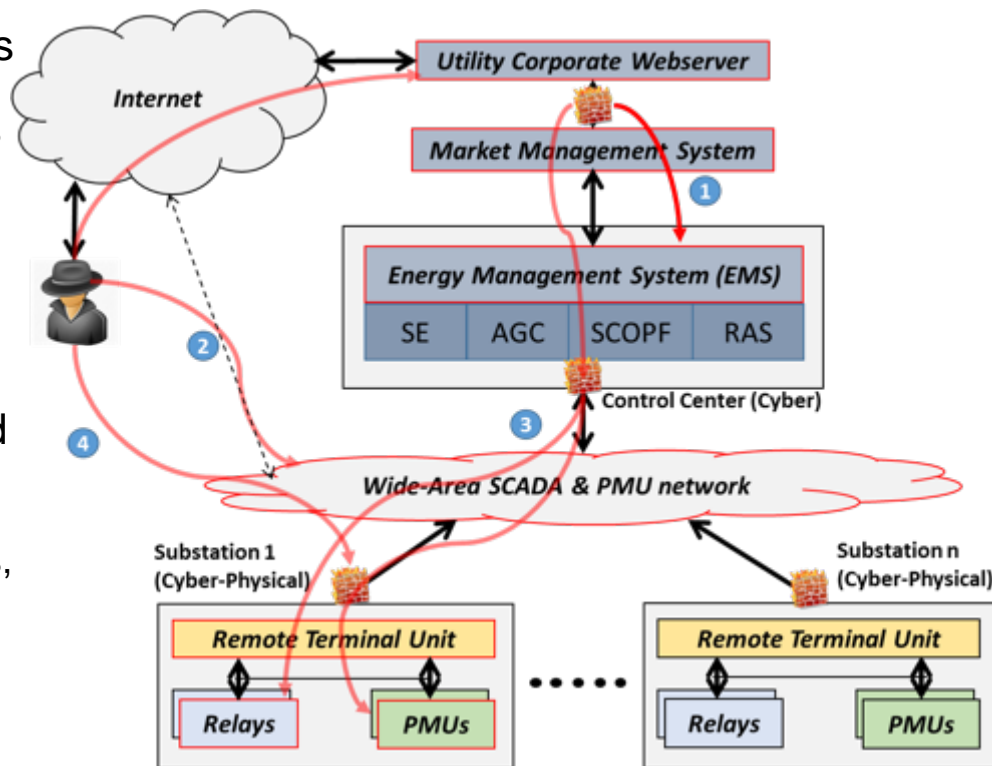 s
Utility Corporate Webserver
Internet
Market Management System
1
Energy Management System (EMS)
SE AGC SCOPF RAS
2
Control Center (Cyber)
3
d
4
Wide-Area SCADA & PMU network
Substation 1
(Cyber-Physical)
Substation n
(Cyber-Physical)
,
Remote Terminal Unit
Remote Terminal Unit
Relays PMUs
Relays PMUs